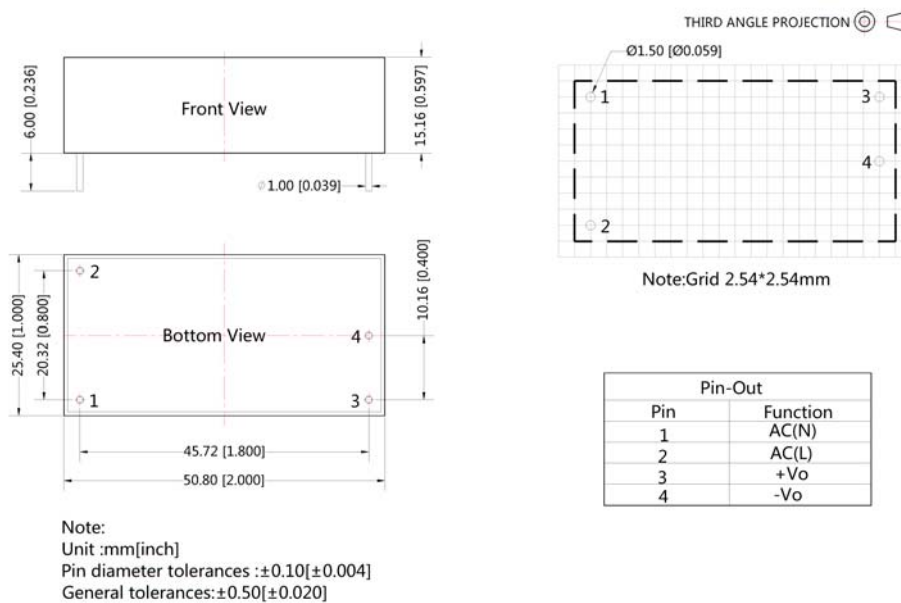 THIRD ANGLE PROJECTION
Front View
6.00 [0.236]
15.16 [0.597]
⌀1.00 [0.039]
Ø1.50 [Ø0.059]
1
3
4
2
Note:Grid 2.54*2.54mm
2
Bottom View
4
1
3
25.40 [1.000]
20.32 [0.800]
10.16 [0.400]
45.72 [1.800]
50.80 [2.000]
Pin-Out
Pin Function
1 AC(N)
2 AC(L)
3 +Vo
4 -Vo
Note:
Unit :mm[inch]
Pin diameter tolerances :±0.10[±0.004]
General tolerances:±0.50[±0.020]